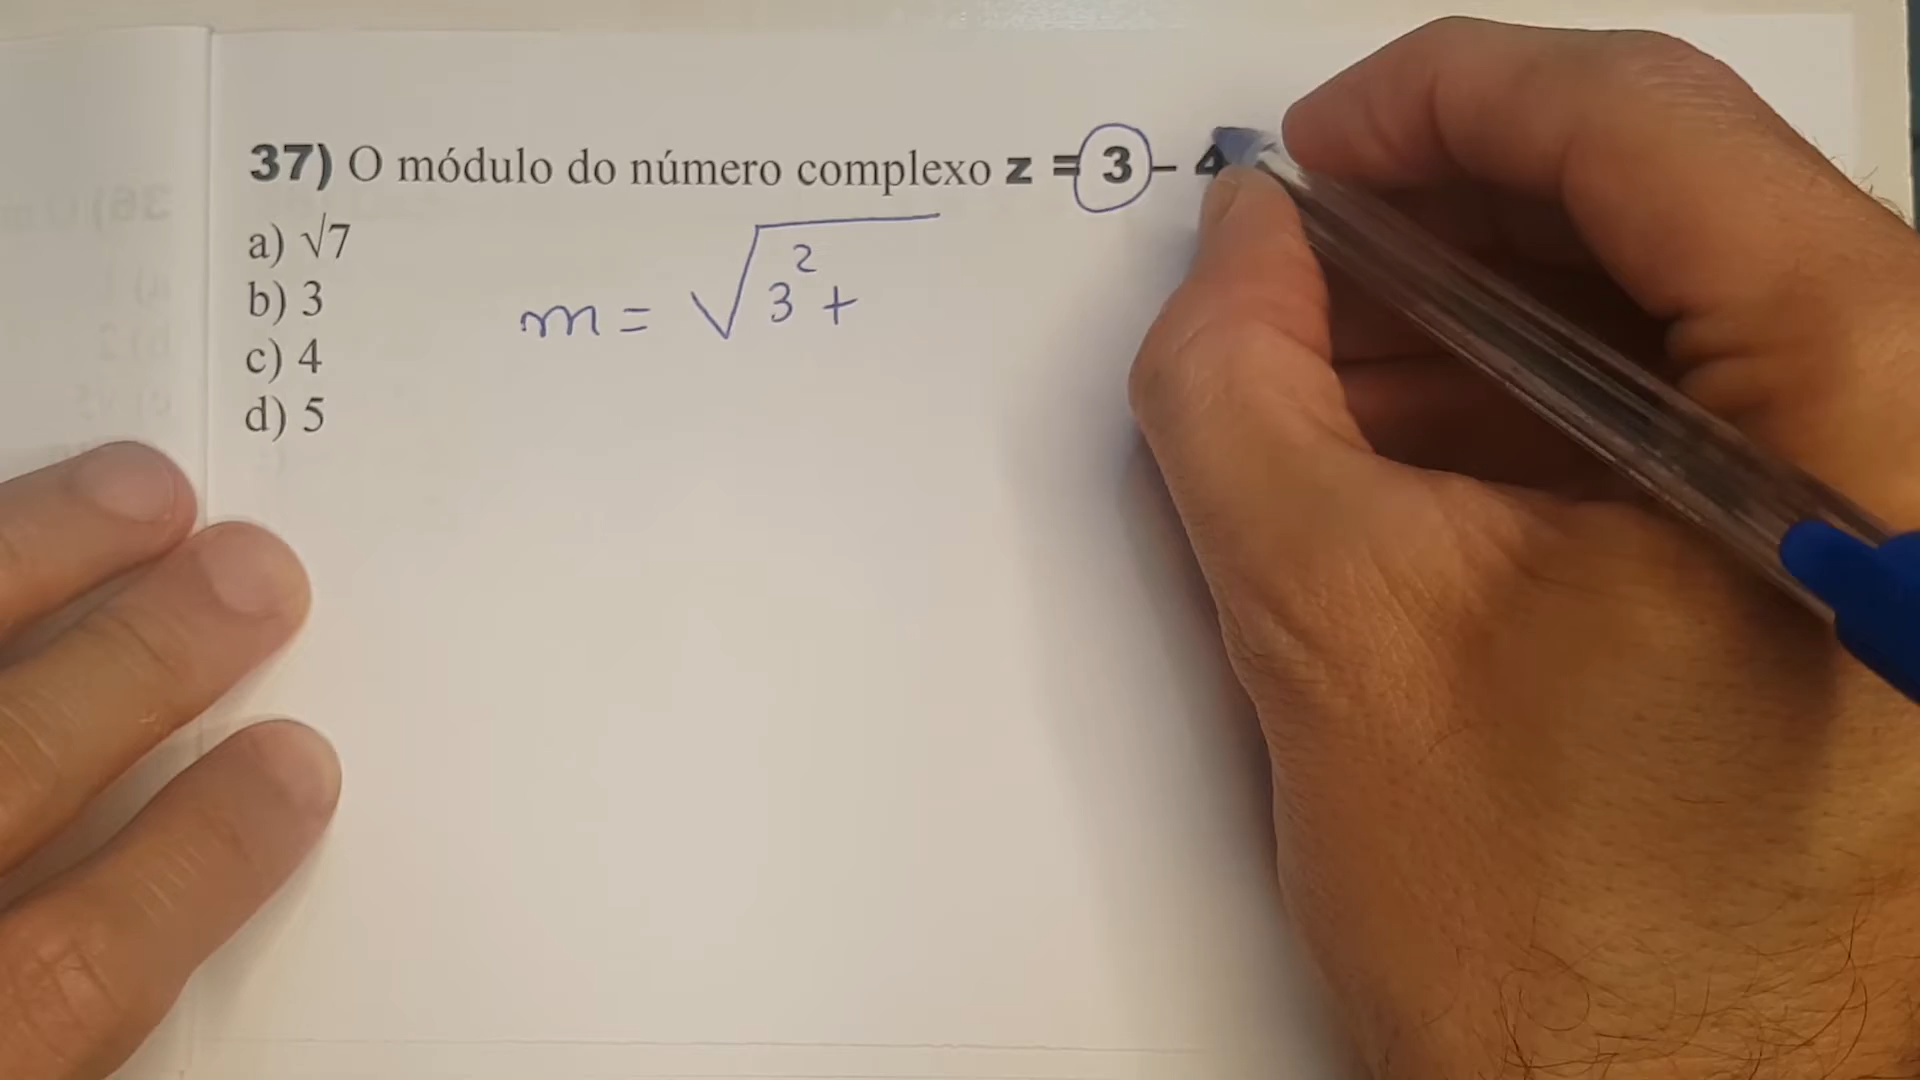 37) O módulo do número complexo z = 3 – 4
a) √7
b) 3
c) 4
d) 5
m = √3² +